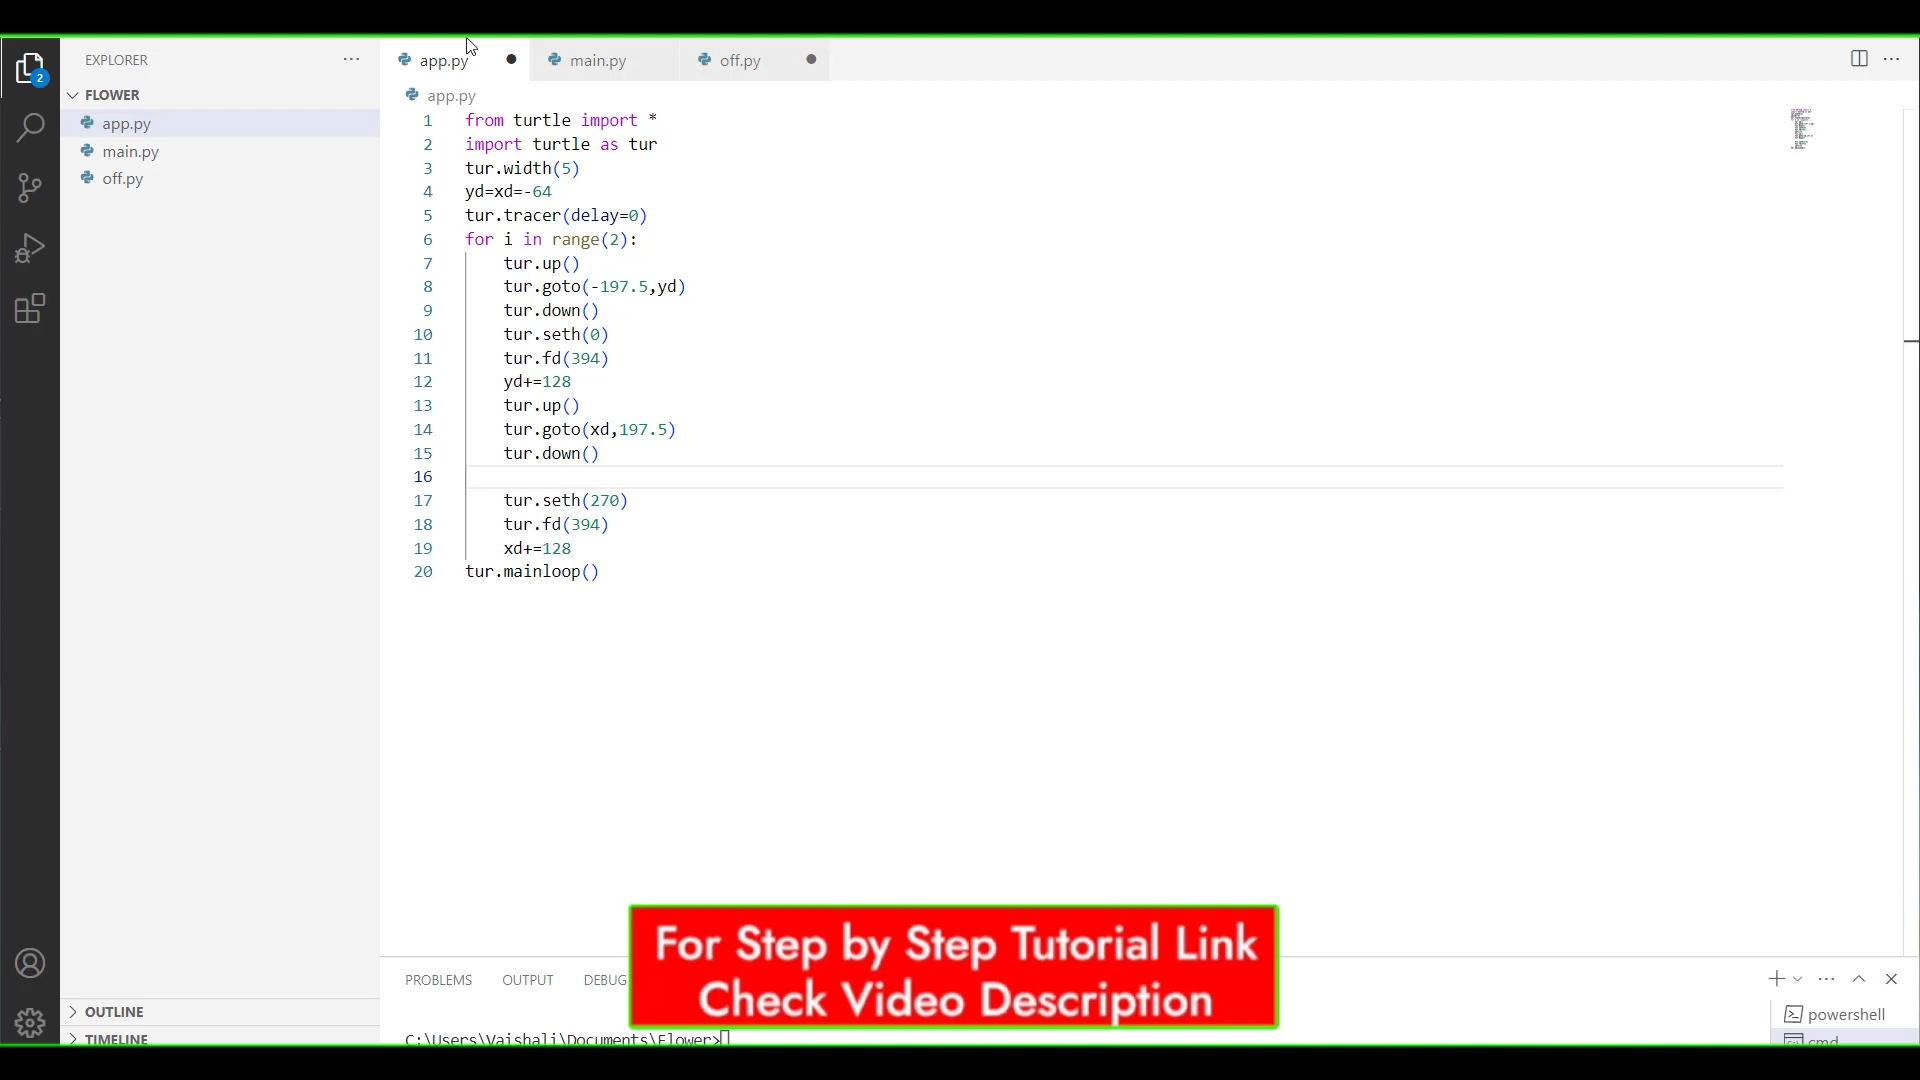 EXPLORER
FLOWER
app.py
main.py
off.py
OUTLINE
TIMELINE
2
app.py
main.py
off.py
app.py
1 from turtle import *
2 import turtle as tur
3 tur.width(5)
4 yd=xd=-64
5 tur.tracer(delay=0)
6 for i in range(2):
7 tur.up()
8 tur.goto(-197.5,yd)
9 tur.down()
10 tur.seth(0)
11 tur.fd(394)
12 yd+=128
13 tur.up()
14 tur.goto(xd,197.5)
15 tur.down()
16
17 tur.seth(270)
18 tur.fd(394)
19 xd+=128
20 tur.mainloop()
PROBLEMS OUTPUT DEBUG
For Step by Step Tutorial Link
Check Video Description
C:\Users\Vaishali\Documents\Flower>
powershell
cmd